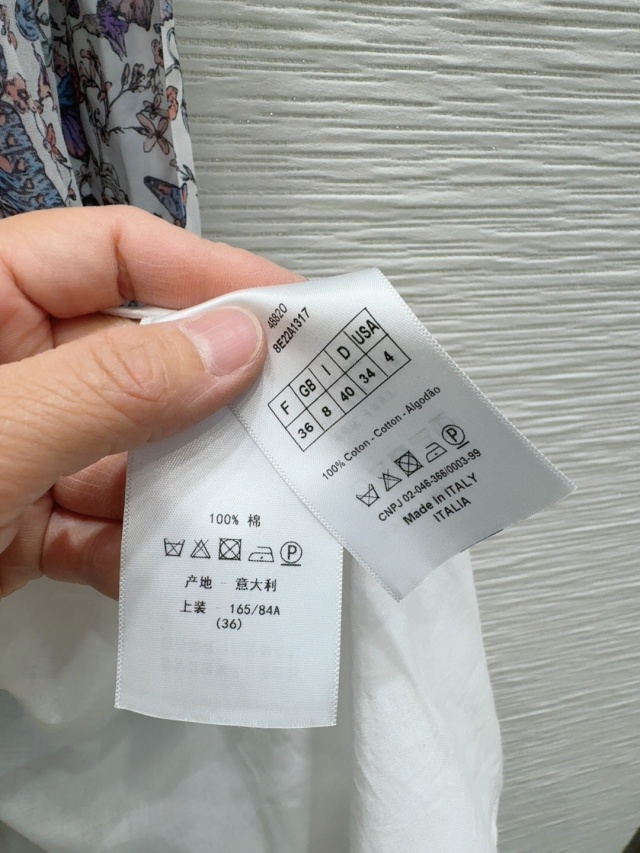 48820
8E22A1317
F GB I D USA
36 8 40 34 4
100% Coton - Cotton - Algodão
P
CNPJ 02-046-366/0003-99
Made in ITALY
ITALIA
100% 棉
P
产地 - 意大利
上装 - 165/84A
(36)